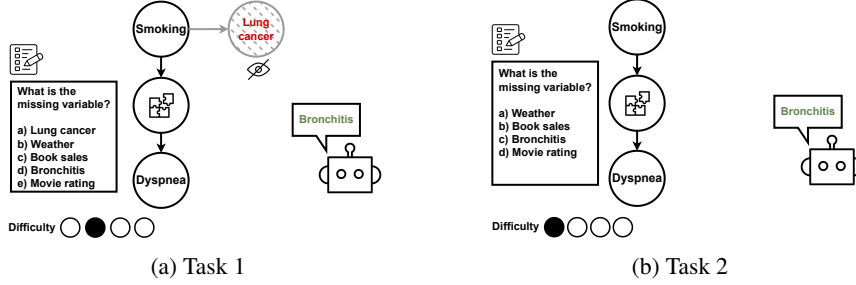 Smoking
Lung
cancer
What is the
missing variable?
a) Lung cancer
b) Weather
c) Book sales
d) Bronchitis
e) Movie rating
Bronchitis
Dyspnea
Difficulty
(a) Task 1
Smoking
What is the
missing variable?
a) Weather
b) Book sales
c) Bronchitis
d) Movie rating
Bronchitis
Dyspnea
Difficulty
(b) Task 2